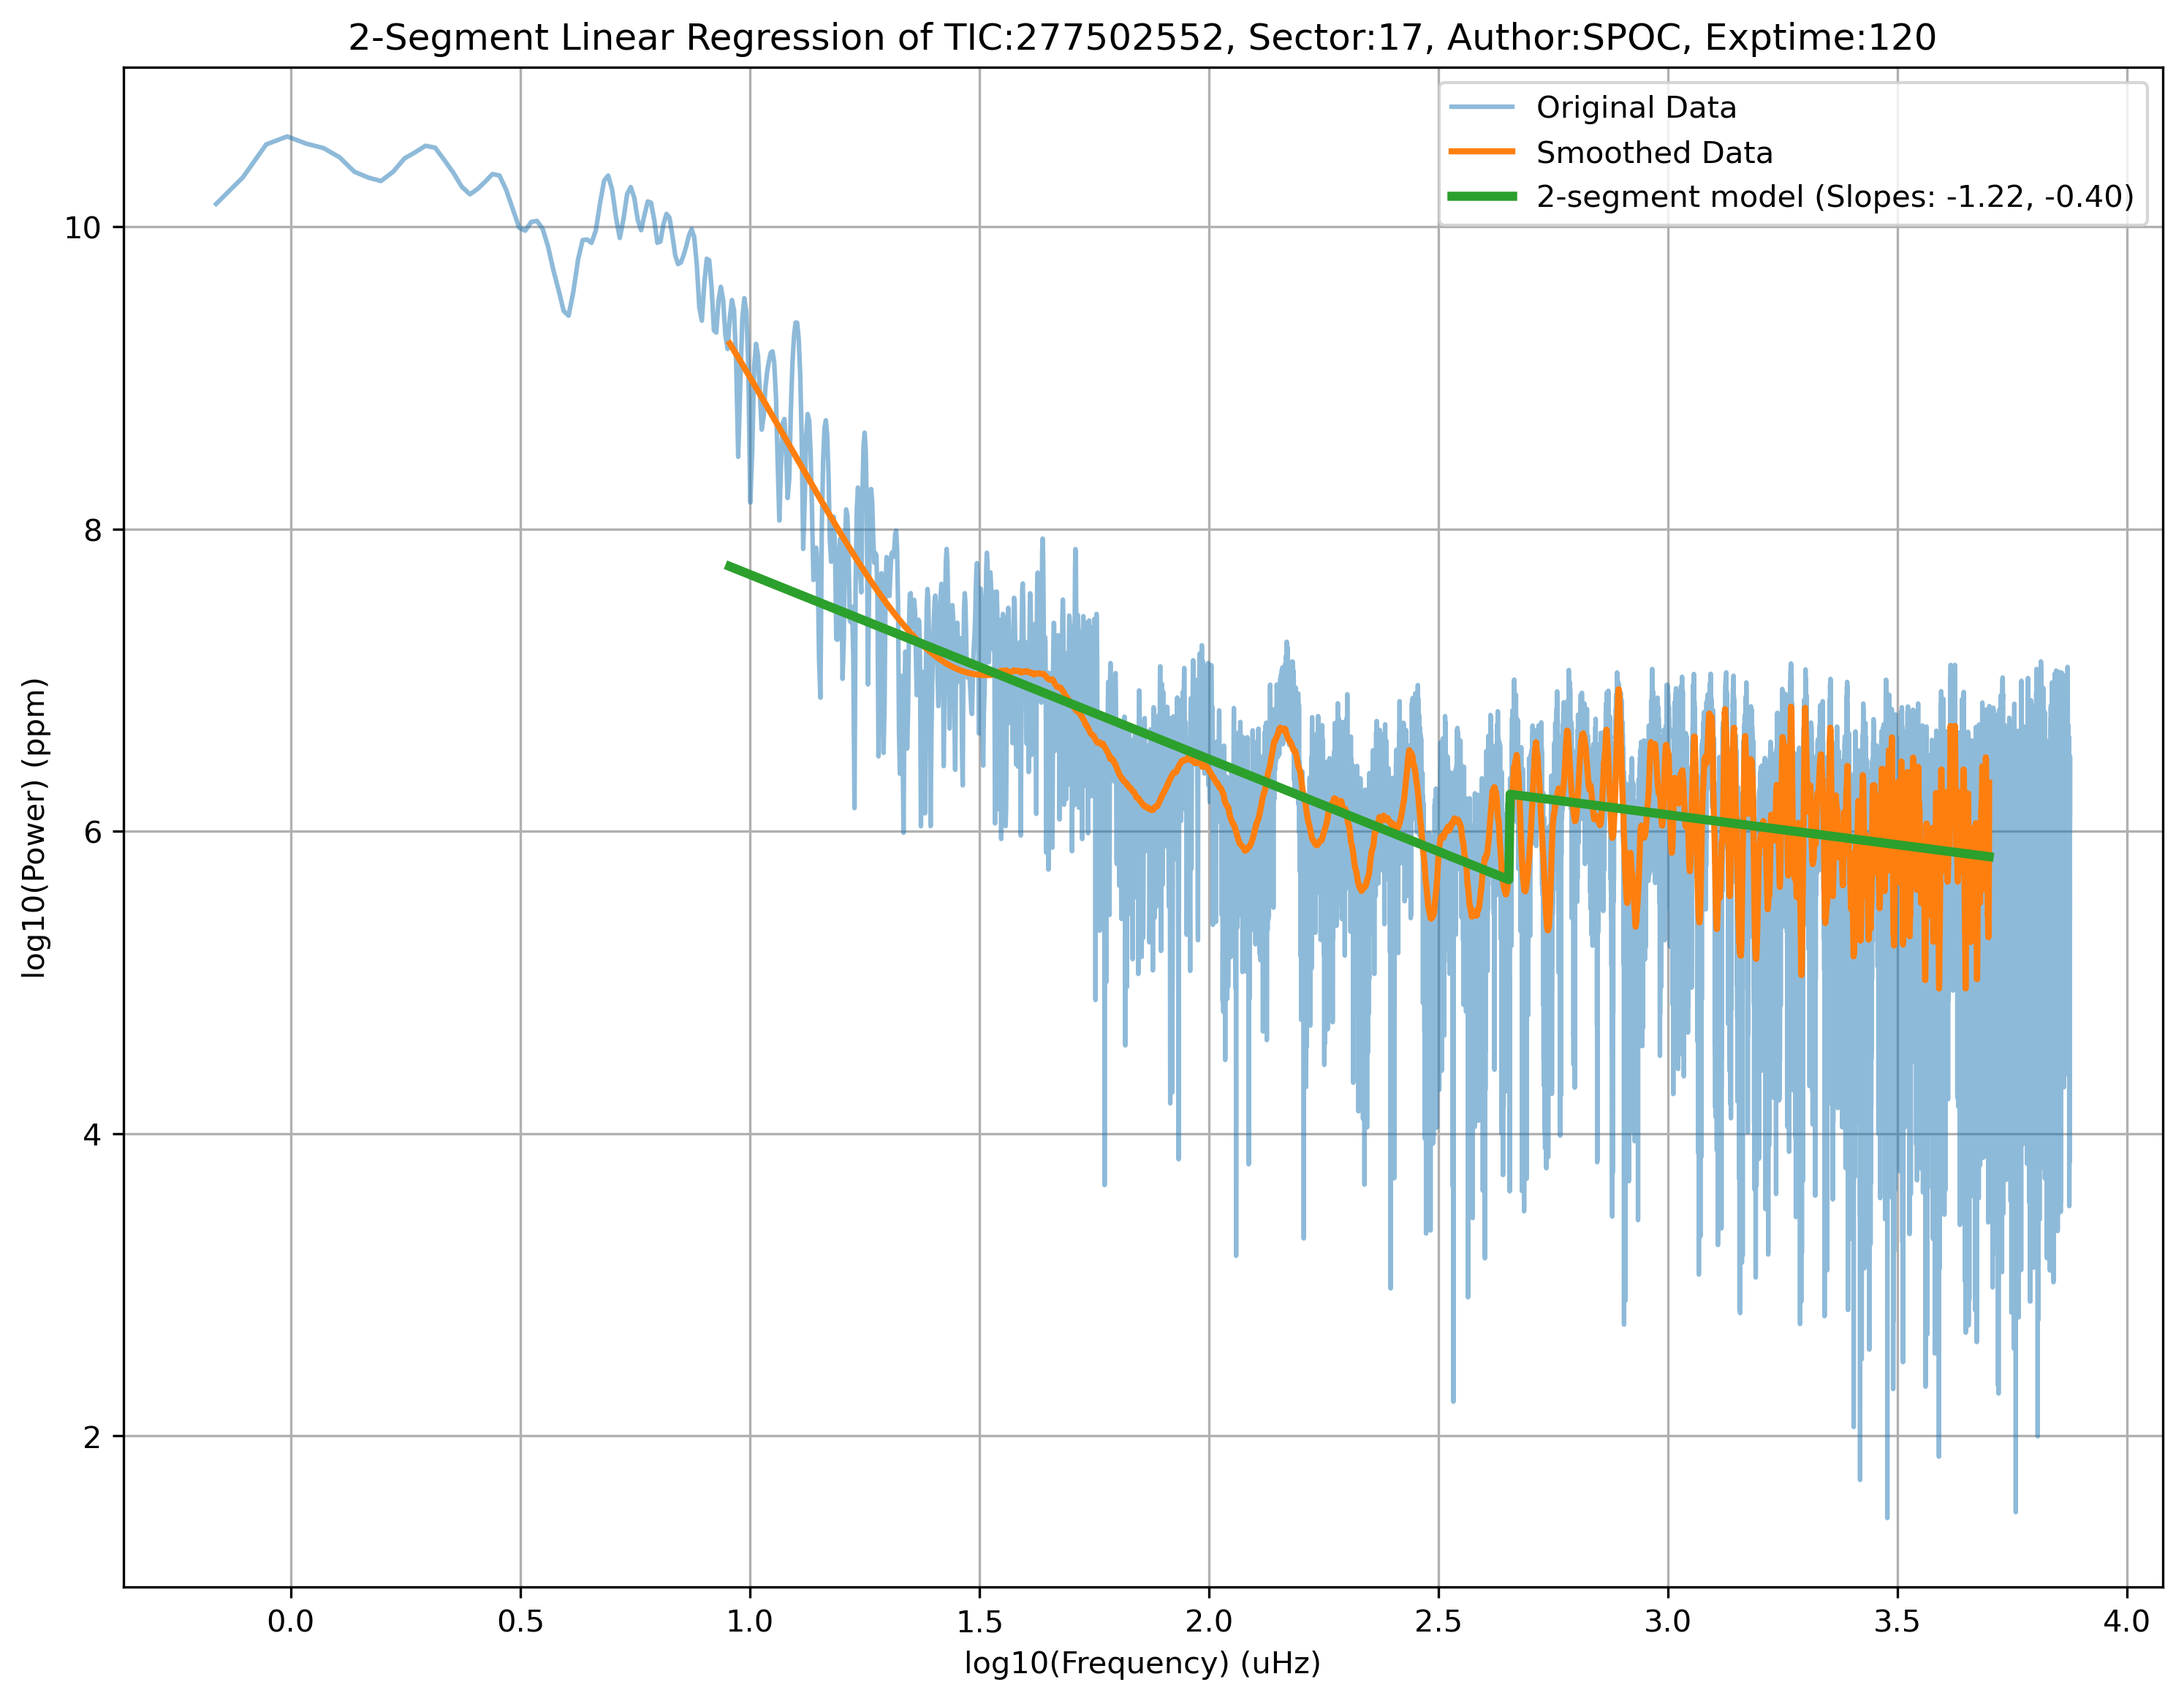 2-Segment Linear Regression of TIC:277502552, Sector:17, Author:SPOC, Exptime:120
Original Data
Smoothed Data
2-segment model (Slopes: -1.22, -0.40)
log10(Power) (ppm)
10
8
6
4
2
0.0 0.5 1.0 1.5 2.0 2.5 3.0 3.5 4.0
log10(Frequency) (uHz)